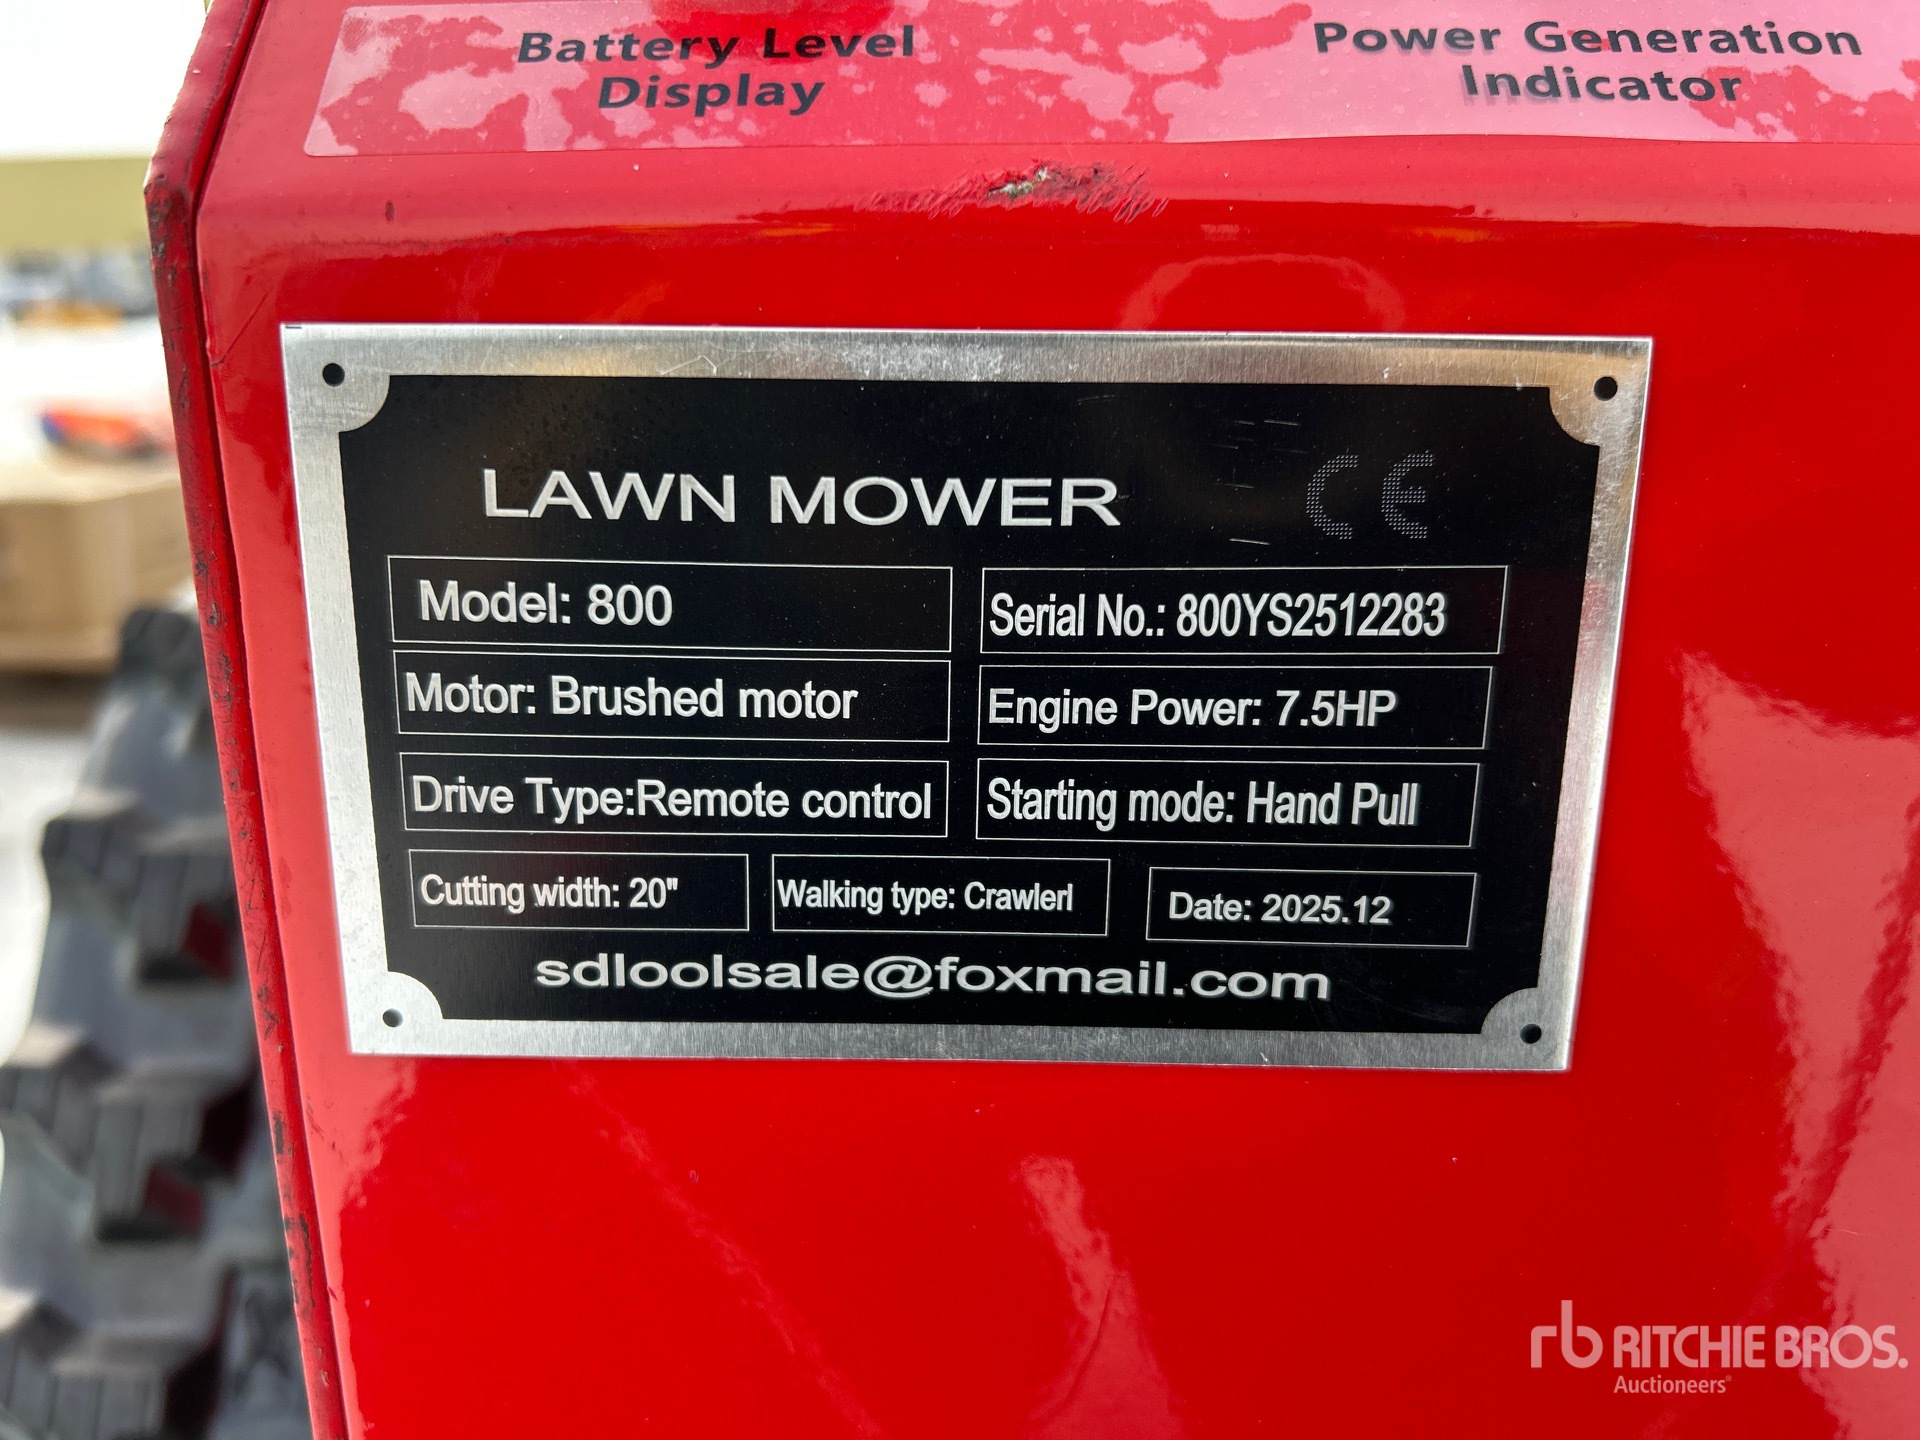 Battery Level
Display
Power Generation
Indicator
LAWN MOWER CE
Model: 800
Serial No.: 800YS2512283
Motor: Brushed motor
Engine Power: 7.5HP
Drive Type:Remote control
Starting mode: Hand Pull
Cutting width: 20"
Walking type: Crawlerl
Date: 2025.12
sdloolsale@foxmail.com
rb RITCHIE BROS.
Auctioneers